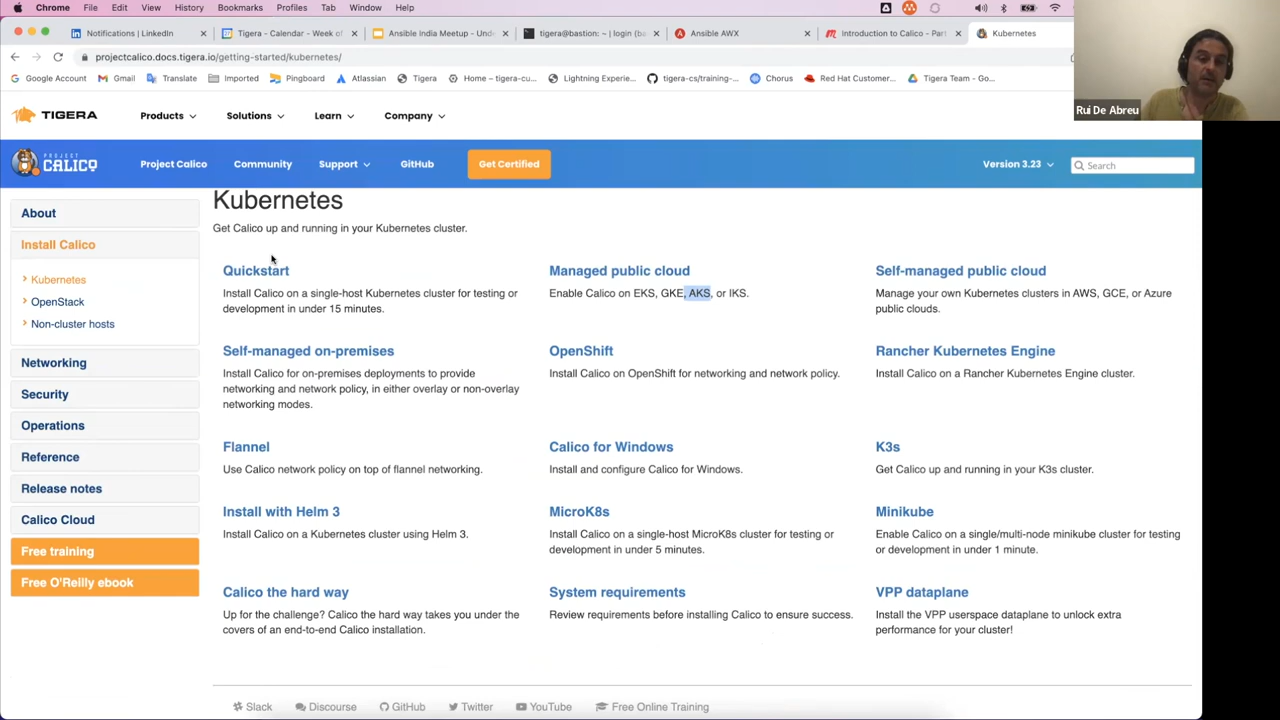 Chrome File Edit View History Bookmarks Profiles Tab Window Help
Notifications | LinkedIn
Tigera - Calendar - Week of
Ansible India Meetup - Und
tigera@bastion: ~ | login (ba
Ansible AWX
Introduction to Calico - Part
Kubernetes
projectcalico.docs.tigera.io/getting-started/kubernetes/
Google Account Gmail Translate Imported Pingboard Atlassian Tigera Home – tigera-cu... Lightning Experie... tigera-cs/training-... Chorus Red Hat Customer... Tigera Team - Go...
Rui De Abreu
TIGERA Products Solutions Learn Company
PROJECT
CALICO
Project Calico Community Support GitHub Get Certified Version 3.23 Search
About
Install Calico
Kubernetes
OpenStack
Non-cluster hosts
Networking
Security
Operations
Reference
Release notes
Calico Cloud
Free training
Free O'Reilly ebook
Kubernetes
Get Calico up and running in your Kubernetes cluster.
Quickstart
Install Calico on a single-host Kubernetes cluster for testing or
development in under 15 minutes.
Managed public cloud
Enable Calico on EKS, GKE, AKS, or IKS.
Self-managed public cloud
Manage your own Kubernetes clusters in AWS, GCE, or Azure
public clouds.
Self-managed on-premises
Install Calico for on-premises deployments to provide
networking and network policy, in either overlay or non-overlay
networking modes.
OpenShift
Install Calico on OpenShift for networking and network policy.
Rancher Kubernetes Engine
Install Calico on a Rancher Kubernetes Engine cluster.
Flannel
Use Calico network policy on top of flannel networking.
Calico for Windows
Install and configure Calico for Windows.
K3s
Get Calico up and running in your K3s cluster.
Install with Helm 3
Install Calico on a Kubernetes cluster using Helm 3.
MicroK8s
Install Calico on a single-host MicroK8s cluster for testing or
development in under 5 minutes.
Minikube
Enable Calico on a single/multi-node minikube cluster for testing
or development in under 1 minute.
Calico the hard way
Up for the challenge? Calico the hard way takes you under the
covers of an end-to-end Calico installation.
System requirements
Review requirements before installing Calico to ensure success.
VPP dataplane
Install the VPP userspace dataplane to unlock extra
performance for your cluster!
Slack Discourse GitHub Twitter YouTube Free Online Training